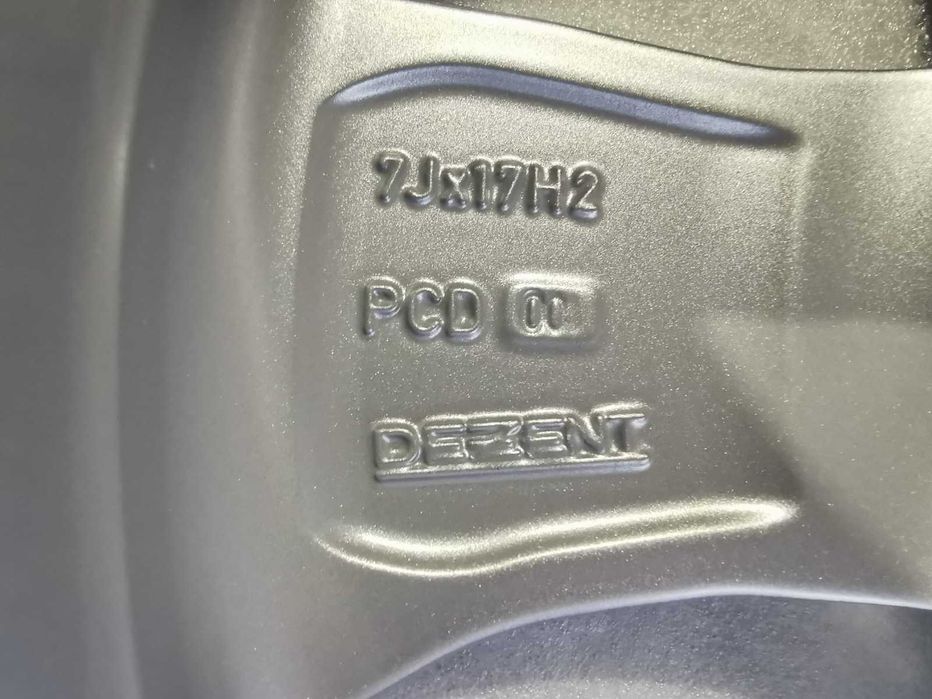 7Jx17H2
PCD
DEZENT